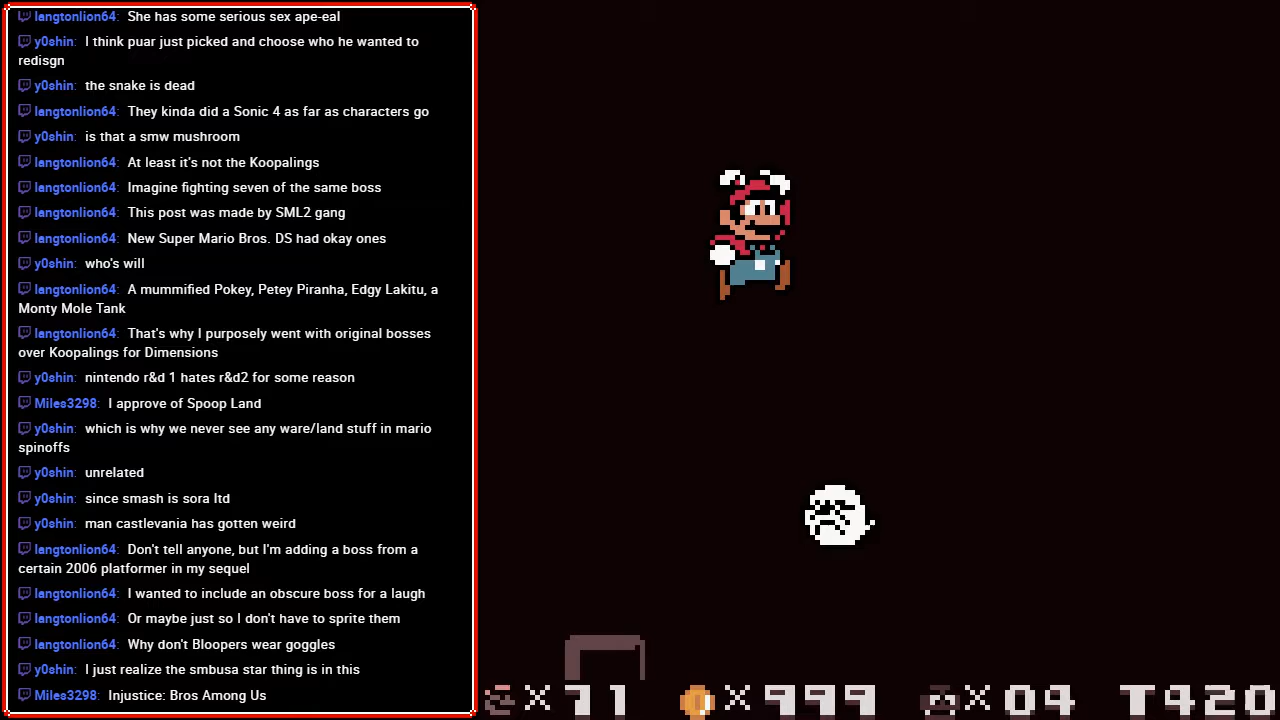 langtonlion64: She has some serious sex ape-eal
y0shin: I think puar just picked and choose who he wanted to
redisgn
y0shin: the snake is dead
langtonlion64: They kinda did a Sonic 4 as far as characters go
y0shin: is that a smw mushroom
langtonlion64: At least it's not the Koopalings
langtonlion64: Imagine fighting seven of the same boss
langtonlion64: This post was made by SML2 gang
langtonlion64: New Super Mario Bros. DS had okay ones
y0shin: who's will
langtonlion64: A mummified Pokey, Petey Piranha, Edgy Lakitu, a
Monty Mole Tank
langtonlion64: That's why I purposely went with original bosses
over Koopalings for Dimensions
y0shin: nintendo r&d 1 hates r&d2 for some reason
Miles3298: I approve of Spoop Land
y0shin: which is why we never see any ware/land stuff in mario
spinoffs
y0shin: unrelated
y0shin: since smash is sora ltd
y0shin: man castlevania has gotten weird
langtonlion64: Don't tell anyone, but I'm adding a boss from a
certain 2006 platformer in my sequel
langtonlion64: I wanted to include an obscure boss for a laugh
langtonlion64: Or maybe just so I don't have to sprite them
langtonlion64: Why don't Bloopers wear goggles
y0shin: I just realize the smbusa star thing is in this
Miles3298: Injustice: Bros Among Us
×71 ×999 ×04 T420